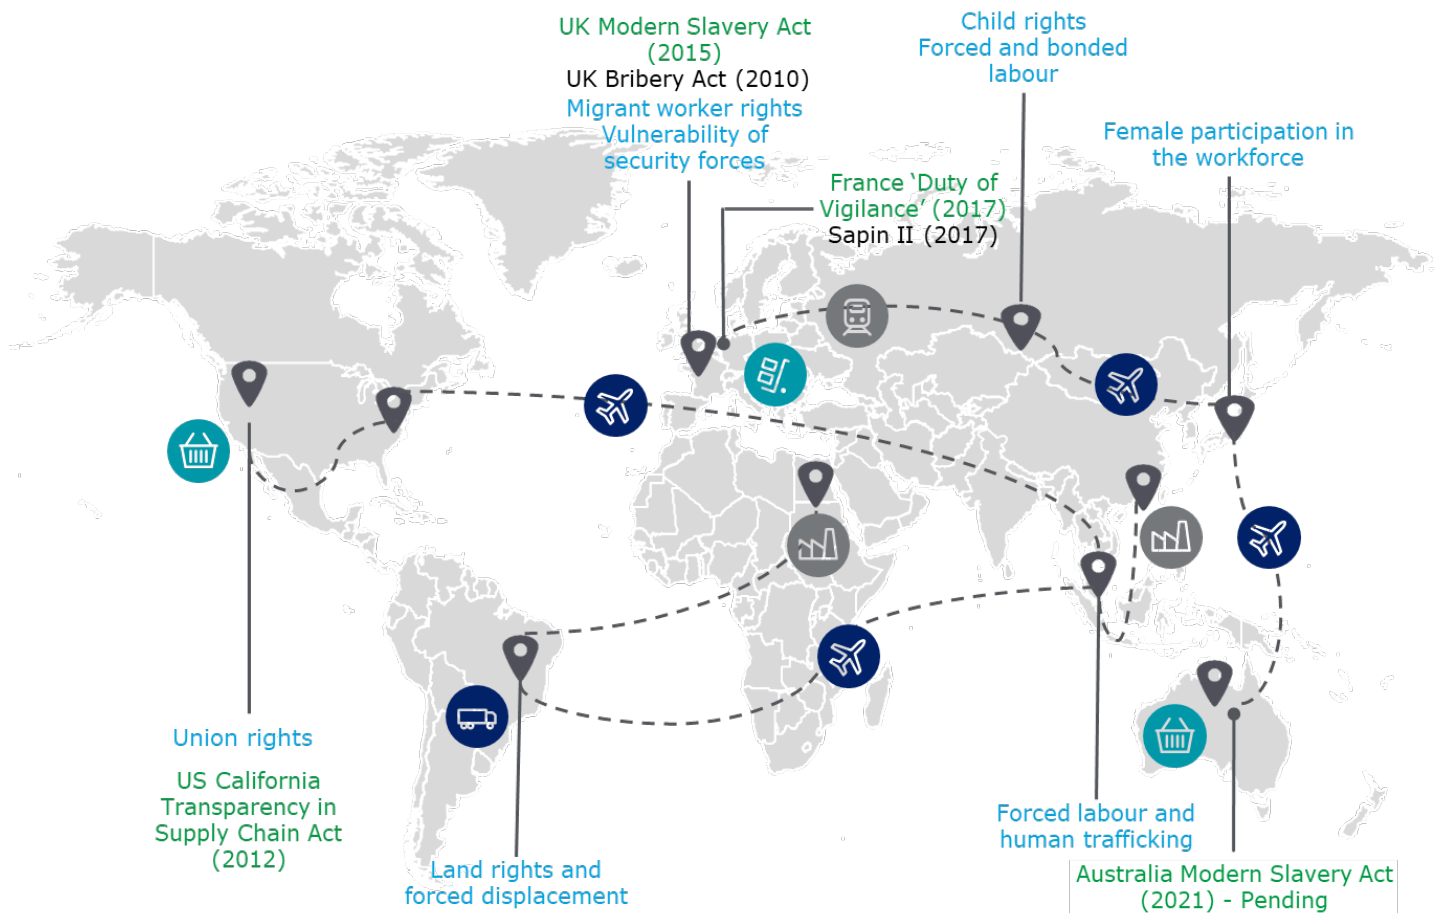 UK Modern Slavery Act
(2015)
UK Bribery Act (2010)
Migrant worker rights
Vulnerability of
security forces
Child rights
Forced and bonded
labour
Female participation in
the workforce
France ‘Duty of
Vigilance’ (2017)
Sapin II (2017)
Union rights
US California
Transparency in
Supply Chain Act
(2012)
Land rights and
forced displacement
Forced labour and
human trafficking
Australia Modern Slavery Act
(2021) - Pending